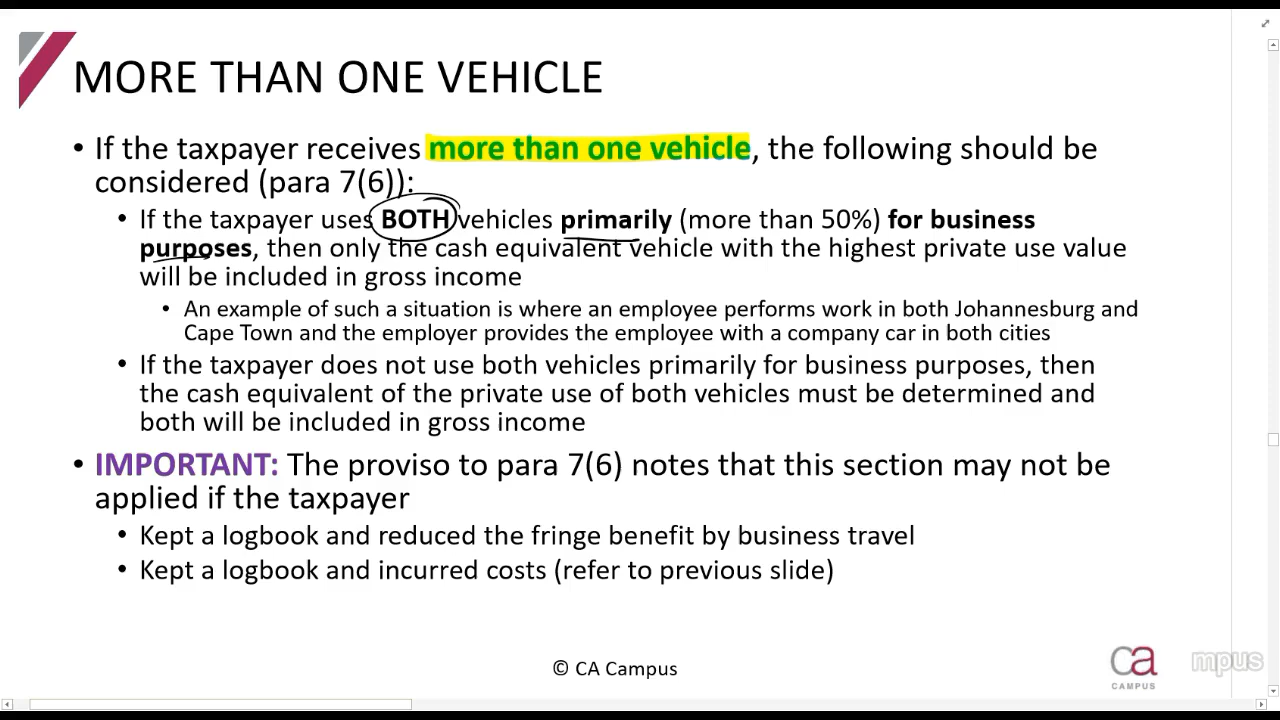 MORE THAN ONE VEHICLE
• If the taxpayer receives more than one vehicle, the following should be
considered (para 7(6)):
• If the taxpayer uses BOTH vehicles primarily (more than 50%) for business
purposes, then only the cash equivalent vehicle with the highest private use value
will be included in gross income
• An example of such a situation is where an employee performs work in both Johannesburg and
Cape Town and the employer provides the employee with a company car in both cities
• If the taxpayer does not use both vehicles primarily for business purposes, then
the cash equivalent of the private use of both vehicles must be determined and
both will be included in gross income
• IMPORTANT: The proviso to para 7(6) notes that this section may not be
applied if the taxpayer
• Kept a logbook and reduced the fringe benefit by business travel
• Kept a logbook and incurred costs (refer to previous slide)
© CA Campus
ca
CAMPUS
mpus